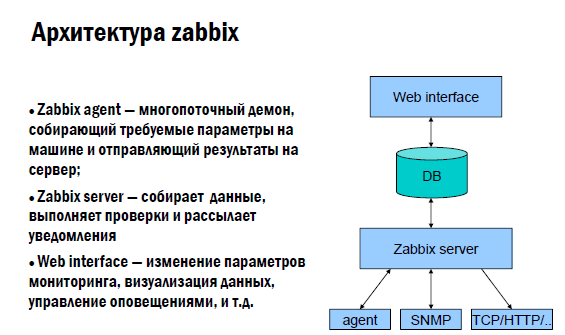 Архитектура zabbix
● Zabbix agent — многопоточный демон,
собирающий требуемые параметры на
машине и отправляющий результаты на
сервер;
● Zabbix server — собирает данные,
выполняет проверки и рассылает
уведомления
● Web interface — изменение параметров
мониторинга, визуализация данных,
управление оповещениями, и т.д.
Web interface
DB
Zabbix server
agent
SNMP
TCP/HTTP/..